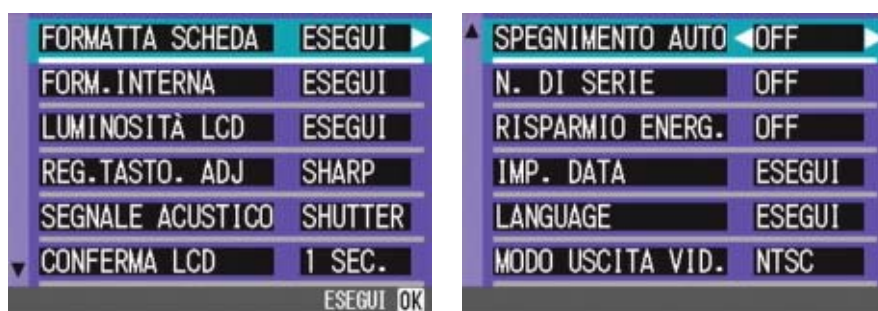 FORMATTA SCHEDA ESEGUI
FORM.INTERNA ESEGUI
LUMINOSITÀ LCD ESEGUI
REG.TASTO. ADJ SHARP
SEGNALE ACUSTICO SHUTTER
CONFERMA LCD 1 SEC.
ESEGUI OK
SPEGNIMENTO AUTO OFF
N. DI SERIE OFF
RISPARMIO ENERG. OFF
IMP. DATA ESEGUI
LANGUAGE ESEGUI
MODO USCITA VID. NTSC